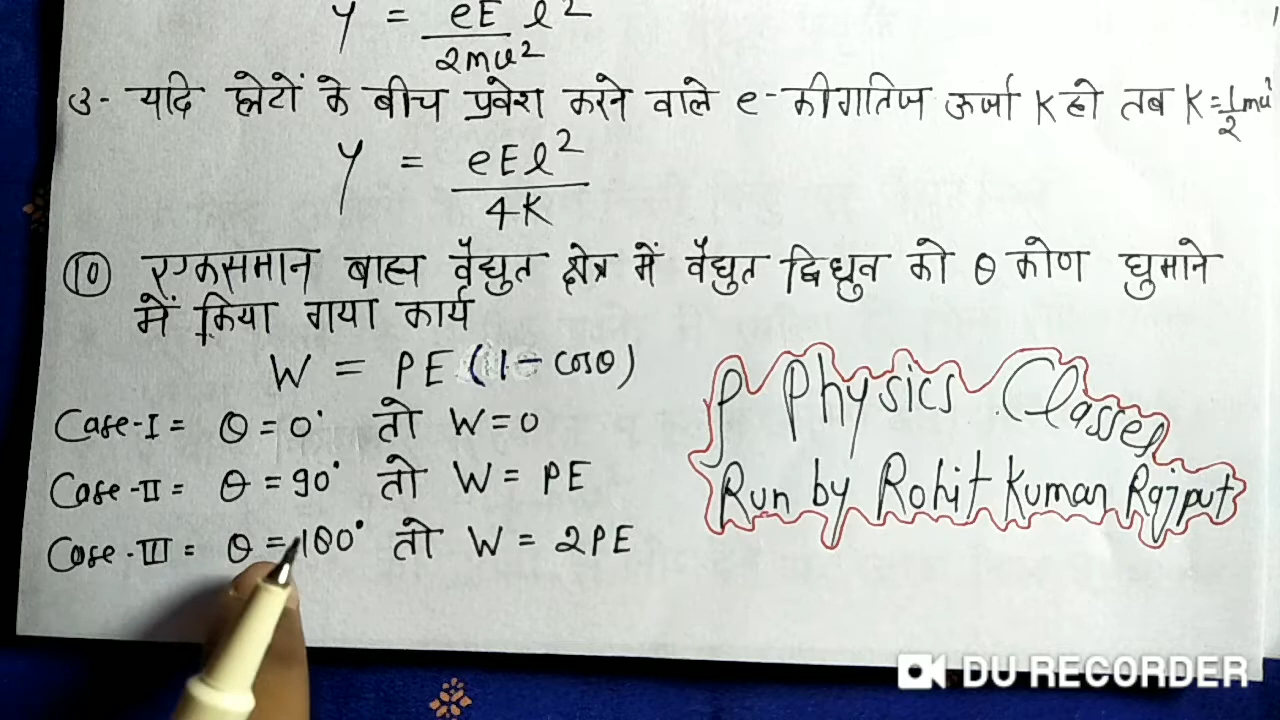 y = eE l²
2mu²
3- यदि प्लेटों के बीच प्रवेश करने वाले e- की गतिज ऊर्जा K हो तब K = 1/2 mu²
y = eEl²
4K
(10) एकसमान बाह्य वैद्युत क्षेत्र में वैद्युत द्विध्रुव को θ कोण घुमाने
में किया गया कार्य
W = PE (1 - cosθ)
Case-I = θ = 0° तो W = 0
Case-II = θ = 90° तो W = PE
Case-III = θ = 180° तो W = 2PE
P Physics Classes
Run by Rohit Kumar Rajput
DU RECORDER